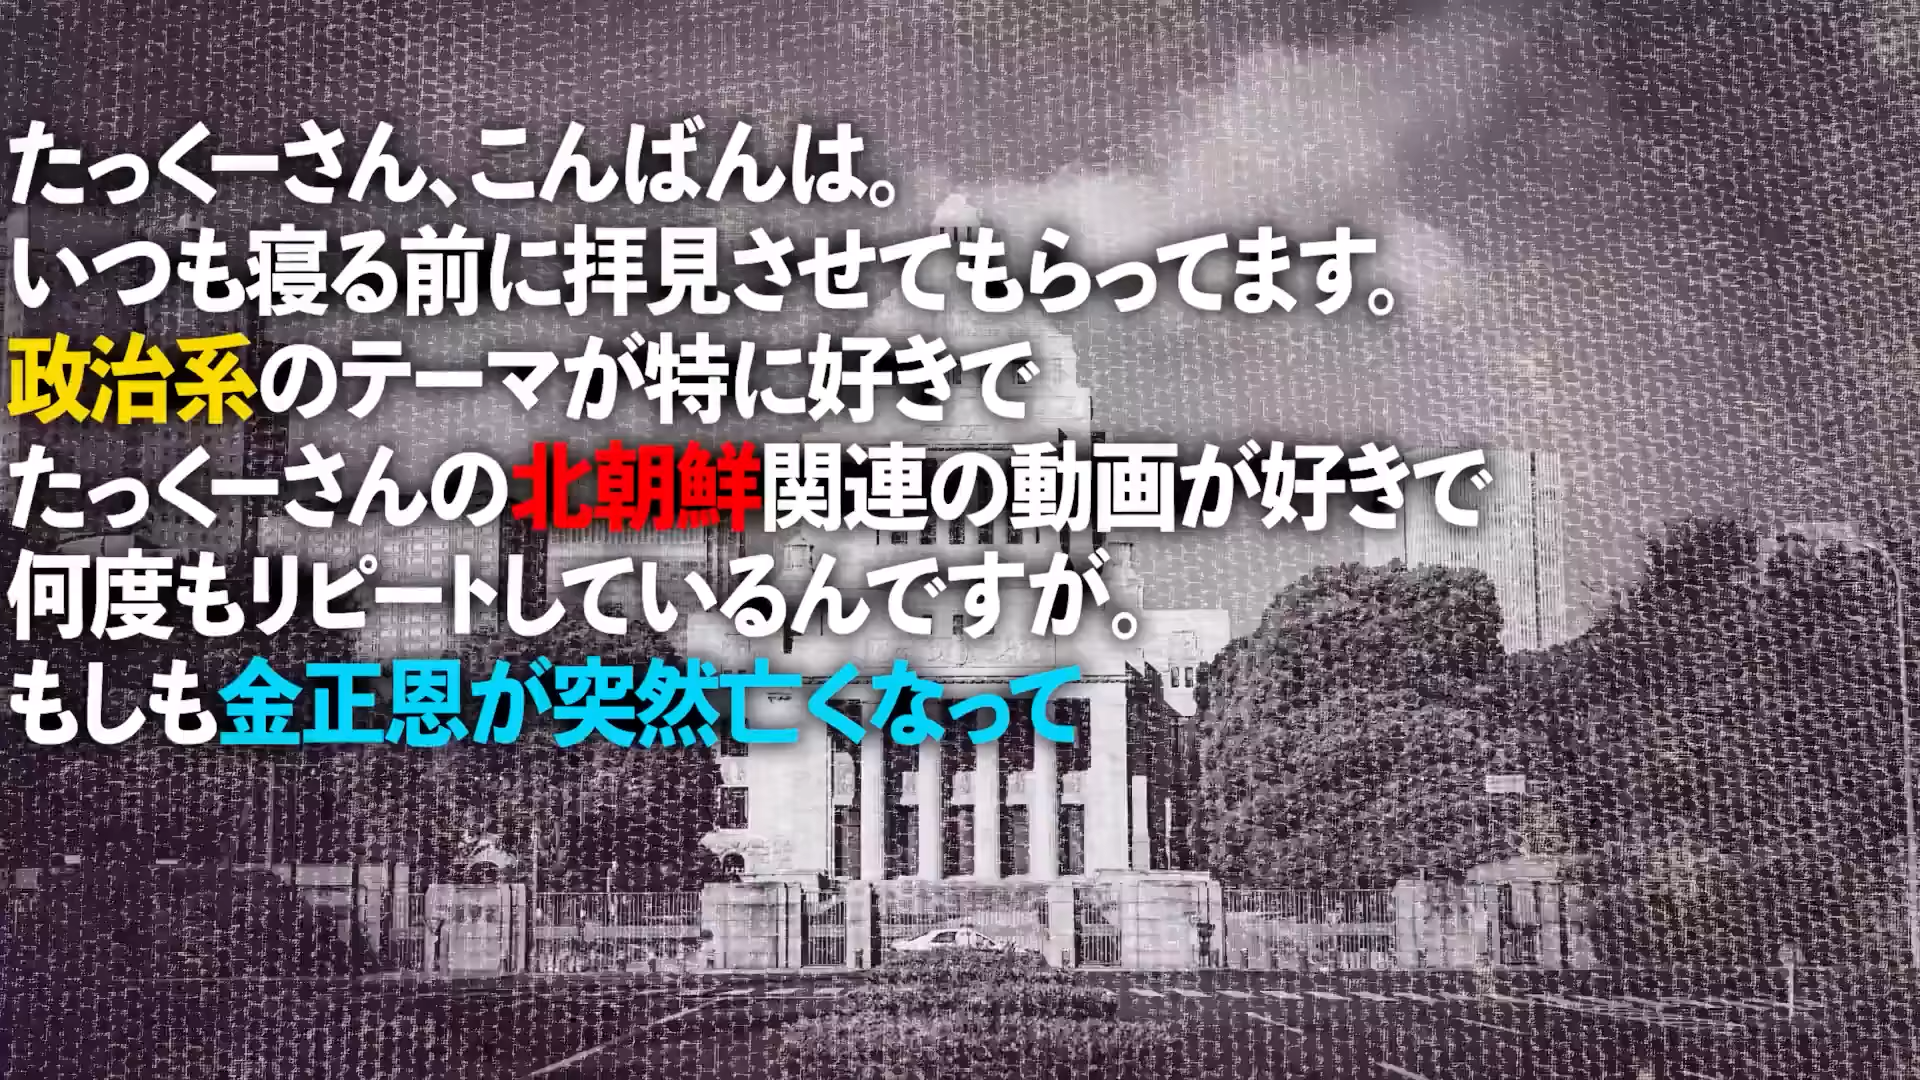 たっくーさん、こんばんは。
いつも寝る前に拝見させてもらってます。
政治系のテーマが特に好きで
たっくーさんの北朝鮮関連の動画が好きで
何度もリピートしているんですが。
もしも金正恩が突然亡くなって